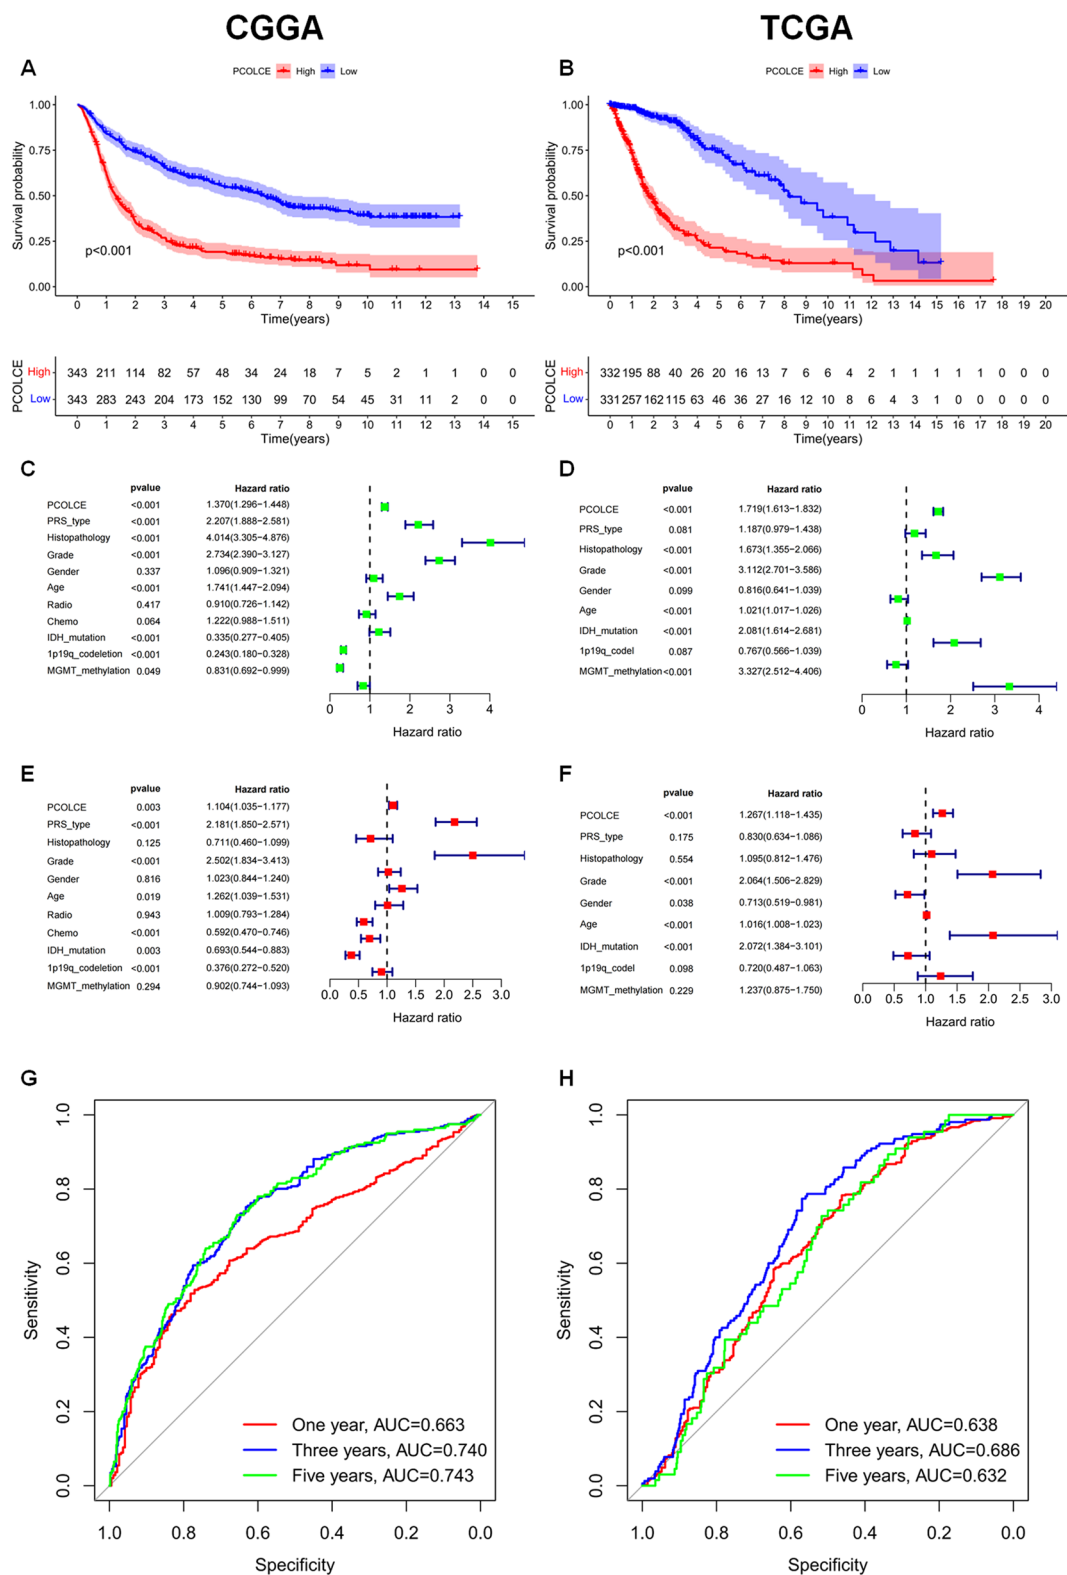 CGGA TCGA
A
PCOLCE High Low
Survival probability
1.00
0.75
0.50
0.25
0.00
p<0.001
0 1 2 3 4 5 6 7 8 9 10 11 12 13 14 15
Time(years)
PCOLCE
High 343 211 114 82 57 48 34 24 18 7 5 2 1 1 0 0
Low 343 283 243 204 173 152 130 99 70 54 45 31 11 2 0 0
0 1 2 3 4 5 6 7 8 9 10 11 12 13 14 15
Time(years)
B
PCOLCE High Low
Survival probability
1.00
0.75
0.50
0.25
0.00
p<0.001
0 1 2 3 4 5 6 7 8 9 10 11 12 13 14 15 16 17 18 19 20
Time(years)
PCOLCE
High 332 195 88 40 26 20 16 13 7 6 6 4 2 1 1 1 1 1 0 0 0
Low 331 257 162 115 63 46 36 27 16 12 10 8 6 4 3 1 0 0 0 0 0
0 1 2 3 4 5 6 7 8 9 10 11 12 13 14 15 16 17 18 19 20
Time(years)
C
pvalue Hazard ratio
PCOLCE <0.001 1.370(1.296−1.448)
PRS_type <0.001 2.207(1.888−2.581)
Histopathology <0.001 4.014(3.305−4.876)
Grade <0.001 2.734(2.390−3.127)
Gender 0.337 1.096(0.909−1.321)
Age <0.001 1.741(1.447−2.094)
Radio 0.417 0.910(0.726−1.142)
Chemo 0.064 1.222(0.988−1.511)
IDH_mutation <0.001 0.335(0.277−0.405)
1p19q_codeletion <0.001 0.243(0.180−0.328)
MGMT_methylation 0.049 0.831(0.692−0.999)
0 1 2 3 4
Hazard ratio
D
pvalue Hazard ratio
PCOLCE <0.001 1.719(1.613−1.832)
PRS_type 0.081 1.187(0.979−1.438)
Histopathology <0.001 1.673(1.355−2.066)
Grade <0.001 3.112(2.701−3.586)
Gender 0.099 0.816(0.641−1.039)
Age <0.001 1.021(1.017−1.026)
IDH_mutation <0.001 2.081(1.614−2.681)
1p19q_codel 0.087 0.767(0.566−1.039)
MGMT_methylation <0.001 3.327(2.512−4.406)
0 1 2 3 4
Hazard ratio
E
pvalue Hazard ratio
PCOLCE 0.003 1.104(1.035−1.177)
PRS_type <0.001 2.181(1.850−2.571)
Histopathology 0.125 0.711(0.460−1.099)
Grade <0.001 2.502(1.834−3.413)
Gender 0.816 1.023(0.844−1.240)
Age 0.019 1.262(1.039−1.531)
Radio 0.943 1.009(0.793−1.284)
Chemo <0.001 0.592(0.470−0.746)
IDH_mutation 0.003 0.693(0.544−0.883)
1p19q_codeletion <0.001 0.376(0.272−0.520)
MGMT_methylation 0.294 0.902(0.744−1.093)
0.0 0.5 1.0 1.5 2.0 2.5 3.0
Hazard ratio
F
pvalue Hazard ratio
PCOLCE <0.001 1.267(1.118−1.435)
PRS_type 0.175 0.830(0.634−1.086)
Histopathology 0.554 1.095(0.812−1.476)
Grade <0.001 2.064(1.506−2.829)
Gender 0.038 0.713(0.519−0.981)
Age <0.001 1.016(1.008−1.023)
IDH_mutation <0.001 2.072(1.384−3.101)
1p19q_codel 0.098 0.720(0.487−1.063)
MGMT_methylation 0.229 1.237(0.875−1.750)
0.0 0.5 1.0 1.5 2.0 2.5 3.0
Hazard ratio
G
Sensitivity
1.0
0.8
0.6
0.4
0.2
0.0
One year, AUC=0.663
Three years, AUC=0.740
Five years, AUC=0.743
1.0 0.8 0.6 0.4 0.2 0.0
Specificity
H
Sensitivity
1.0
0.8
0.6
0.4
0.2
0.0
One year, AUC=0.638
Three years, AUC=0.686
Five years, AUC=0.632
1.0 0.8 0.6 0.4 0.2 0.0
Specificity